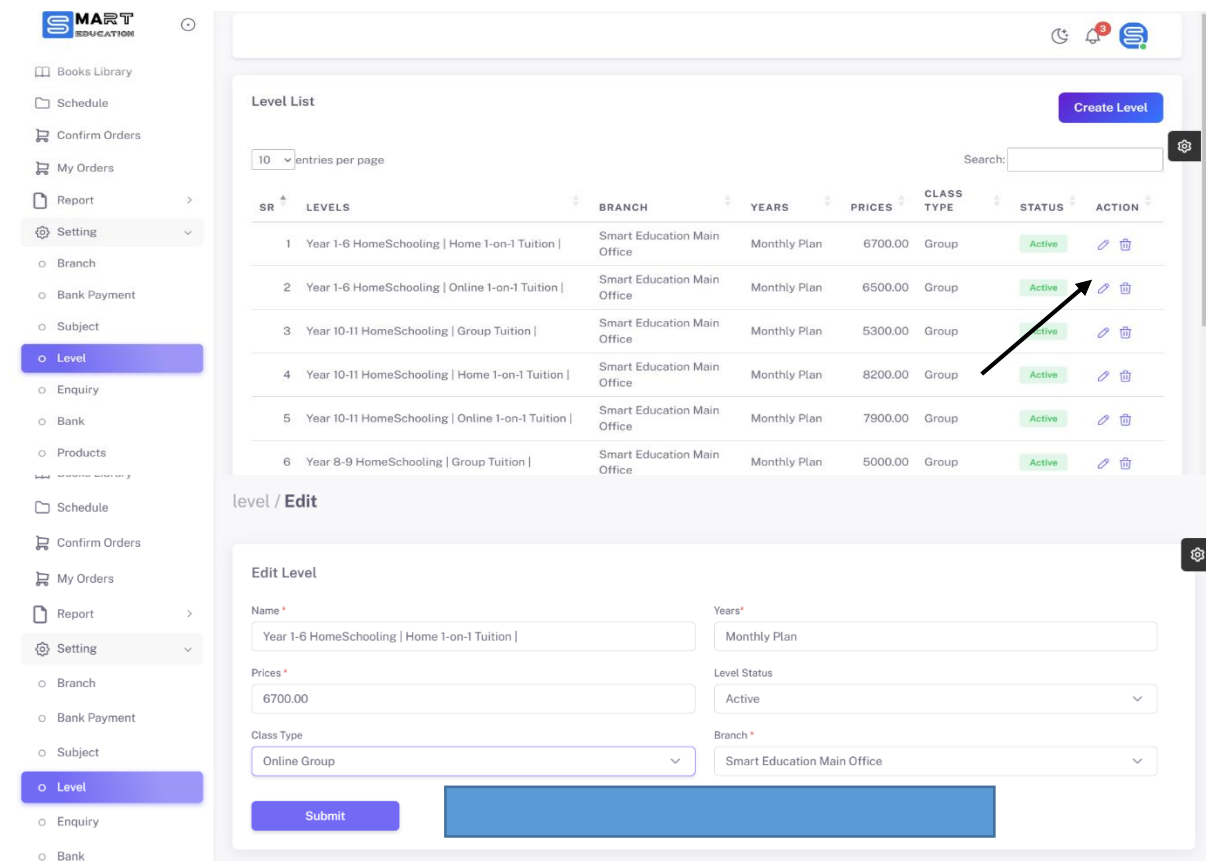 SMART
EDUCATION
3
Books Library
Schedule
Confirm Orders
My Orders
Report
Setting
Branch
Bank Payment
Subject
Level
Enquiry
Bank
Products
Level List
Create Level
10 entries per page
Search:
SR LEVELS BRANCH YEARS PRICES CLASS TYPE STATUS ACTION
1 Year 1-6 HomeSchooling | Home 1-on-1 Tuition | Smart Education Main Office Monthly Plan 6700.00 Group Active
2 Year 1-6 HomeSchooling | Online 1-on-1 Tuition | Smart Education Main Office Monthly Plan 6500.00 Group Active
3 Year 10-11 HomeSchooling | Group Tuition | Smart Education Main Office Monthly Plan 5300.00 Group Active
4 Year 10-11 HomeSchooling | Home 1-on-1 Tuition | Smart Education Main Office Monthly Plan 8200.00 Group Active
5 Year 10-11 HomeSchooling | Online 1-on-1 Tuition | Smart Education Main Office Monthly Plan 7900.00 Group Active
6 Year 8-9 HomeSchooling | Group Tuition | Smart Education Main Office Monthly Plan 5000.00 Group Active
Schedule
Confirm Orders
My Orders
Report
Setting
Branch
Bank Payment
Subject
Level
Enquiry
Bank
level / Edit
Edit Level
Name * Years*
Year 1-6 HomeSchooling | Home 1-on-1 Tuition | Monthly Plan
Prices * Level Status
6700.00 Active
Class Type Branch *
Online Group Smart Education Main Office
Submit